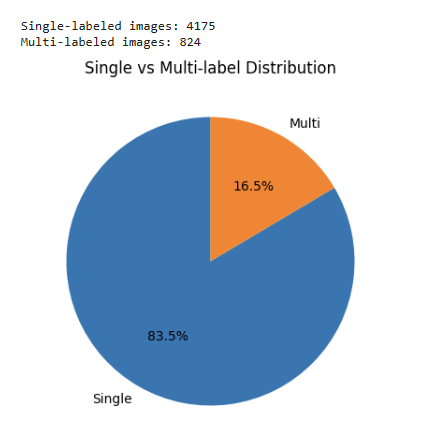 Single-labeled images: 4175
Multi-labeled images: 824
Single vs Multi-label Distribution
Multi
16.5%
83.5%
Single